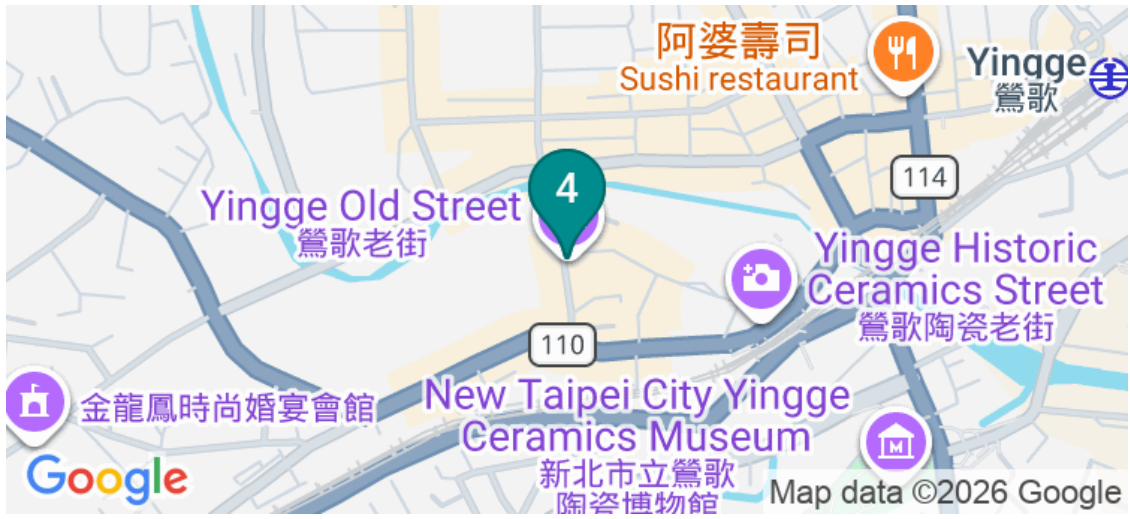 阿婆壽司
Sushi restaurant
Yingge
鶯歌
114
4
Yingge Old Street
鶯歌老街
Yingge Historic
Ceramics Street
鶯歌陶瓷老街
110
New Taipei City Yingge
Ceramics Museum
新北市立鶯歌
陶瓷博物館
金龍鳳時尚婚宴會館
M
Google
Map data ©2026 Google